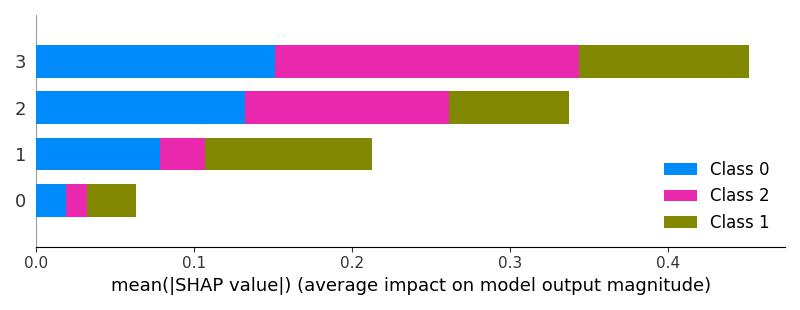 3
2
1
0
Class 0
Class 2
Class 1
0.0 0.1 0.2 0.3 0.4
mean(|SHAP value|) (average impact on model output magnitude)